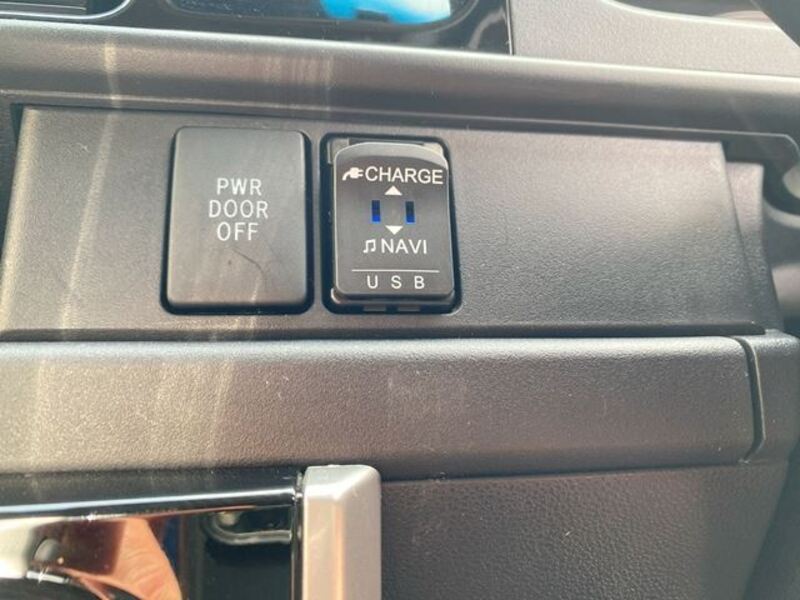 PWR
DOOR
OFF
CHARGE
NAVI
USB